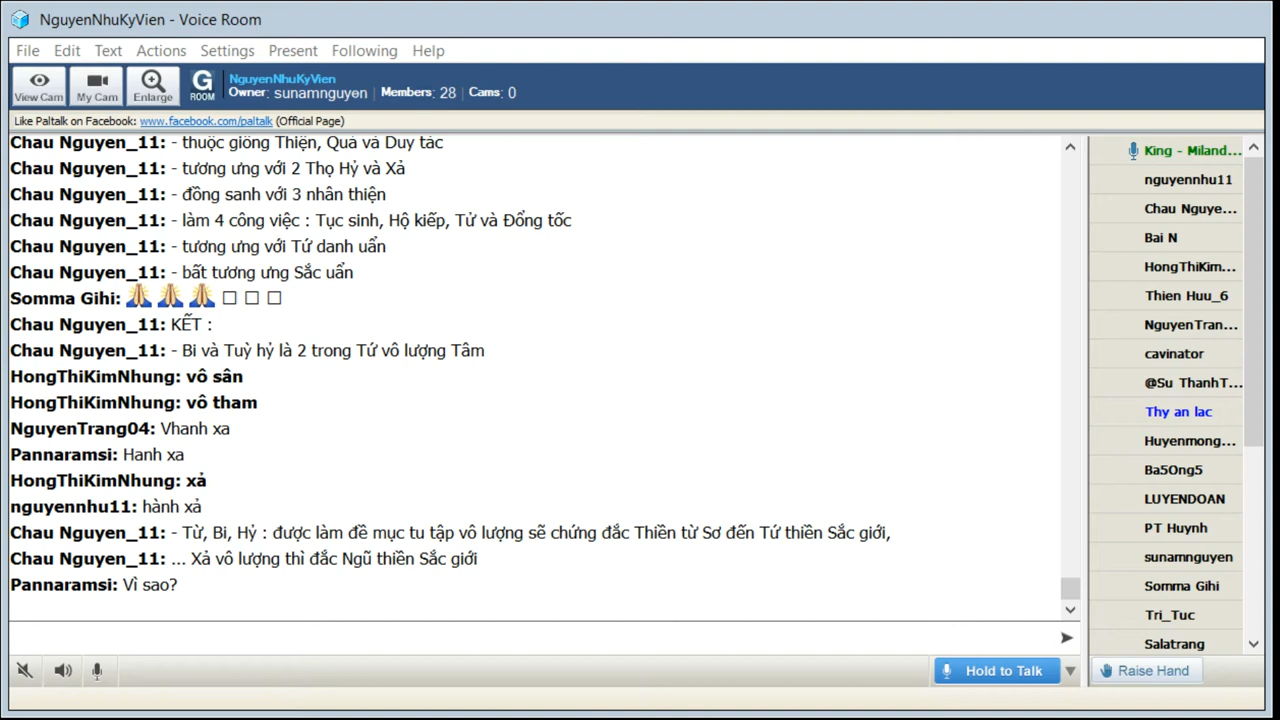 NguyenNhuKyVien - Voice Room
File Edit Text Actions Settings Present Following Help
View Cam
My Cam
Enlarge
G ROOM
NguyenNhuKyVien
Owner: sunamnguyen | Members: 28 | Cams: 0
Like Paltalk on Facebook: www.facebook.com/paltalk (Official Page)
Chau Nguyen_11: - thuộc giống Thiện, Quả và Duy tác
Chau Nguyen_11: - tương ưng với 2 Thọ Hỷ và Xả
Chau Nguyen_11: - đồng sanh với 3 nhân thiện
Chau Nguyen_11: - làm 4 công việc : Tục sinh, Hộ kiếp, Tử và Đổng tốc
Chau Nguyen_11: - tương ưng với Tứ danh uẩn
Chau Nguyen_11: - bất tương ưng Sắc uẩn
Somma Gihi: 🙏 🙏 🙏 □ □ □
Chau Nguyen_11: KẾT :
Chau Nguyen_11: - Bi và Tuỳ hỷ là 2 trong Tứ vô lượng Tâm
HongThiKimNhung: vô sân
HongThiKimNhung: vô tham
NguyenTrang04: Vhanh xa
Pannaramsi: Hanh xa
HongThiKimNhung: xả
nguyennhu11: hành xả
Chau Nguyen_11: - Từ, Bi, Hỷ : được làm đề mục tu tập vô lượng sẽ chứng đắc Thiền từ Sơ đến Tứ thiền Sắc giới,
Chau Nguyen_11: ... Xả vô lượng thì đắc Ngũ thiền Sắc giới
Pannaramsi: Vì sao?
King - Miland...
nguyennhu11
Chau Nguye...
Bai N
HongThiKim...
Thien Huu_6
NguyenTran...
cavinator
@Su ThanhT...
Thy an lac
Huyenmong...
Ba5Ong5
LUYENDOAN
PT Huynh
sunamnguyen
Somma Gihi
Tri_Tuc
Salatrang
Hold to Talk
Raise Hand